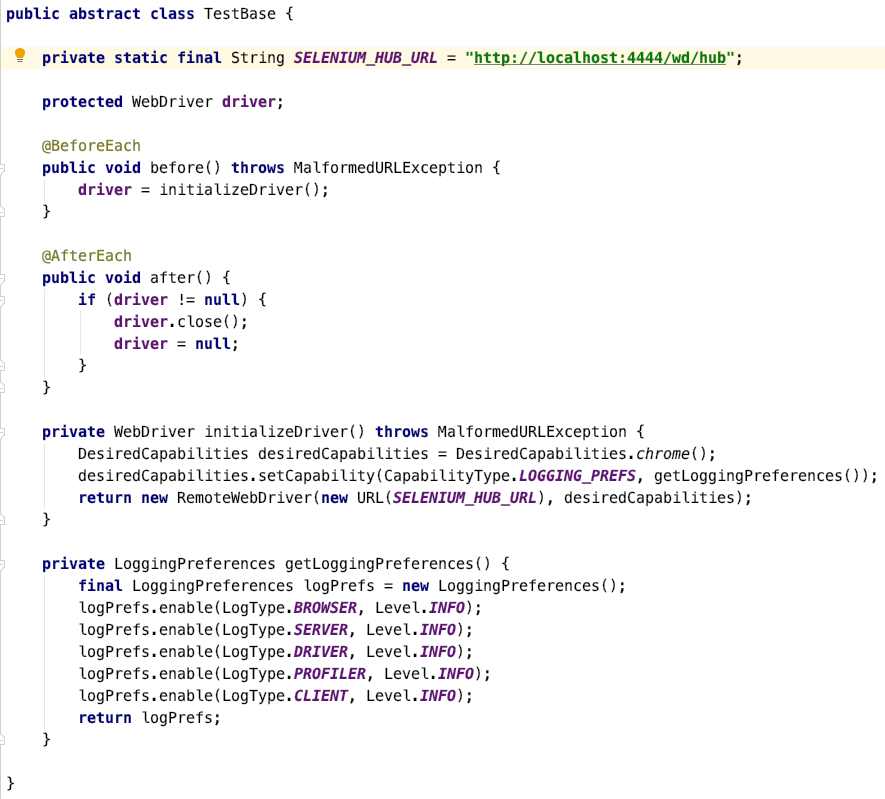 public abstract class TestBase {
    private static final String SELENIUM_HUB_URL = "http://localhost:4444/wd/hub";
    protected WebDriver driver;
    @BeforeEach
    public void before() throws MalformedURLException {
        driver = initializeDriver();
    }
    @AfterEach
    public void after() {
        if (driver != null) {
            driver.close();
            driver = null;
        }
    }
    private WebDriver initializeDriver() throws MalformedURLException {
        DesiredCapabilities desiredCapabilities = DesiredCapabilities.chrome();
        desiredCapabilities.setCapability(CapabilityType.LOGGING_PREFS, getLoggingPreferences());
        return new RemoteWebDriver(new URL(SELENIUM_HUB_URL), desiredCapabilities);
    }
    private LoggingPreferences getLoggingPreferences() {
        final LoggingPreferences logPrefs = new LoggingPreferences();
        logPrefs.enable(LogType.BROWSER, Level.INFO);
        logPrefs.enable(LogType.SERVER, Level.INFO);
        logPrefs.enable(LogType.DRIVER, Level.INFO);
        logPrefs.enable(LogType.PROFILER, Level.INFO);
        logPrefs.enable(LogType.CLIENT, Level.INFO);
        return logPrefs;
    }
}